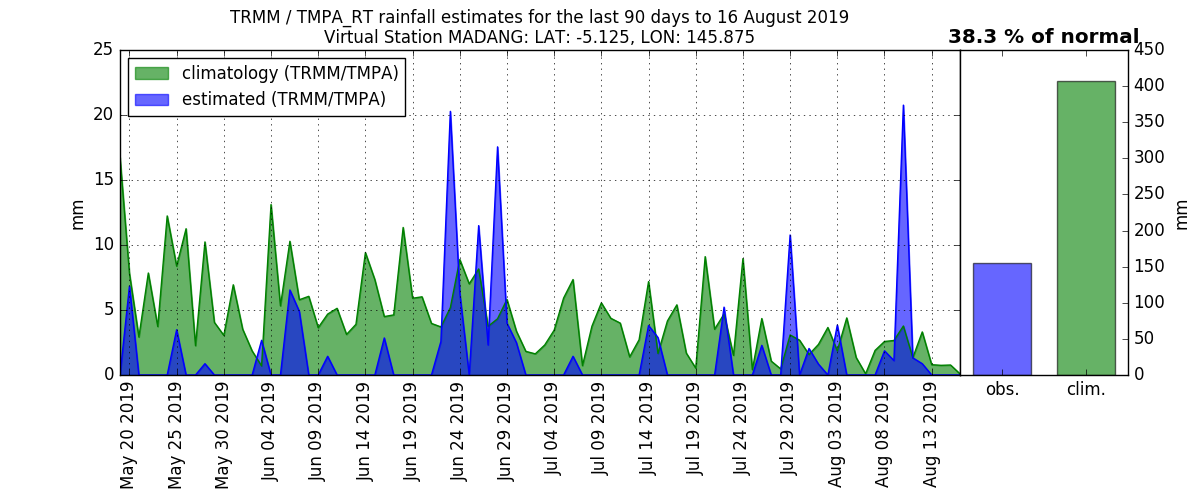 TRMM / TMPA_RT rainfall estimates for the last 90 days to 16 August 2019
Virtual Station MADANG: LAT: -5.125, LON: 145.875
38.3 % of normal
climatology (TRMM/TMPA)
estimated (TRMM/TMPA)
mm
25
20
15
10
5
0
May 20 2019
May 25 2019
May 30 2019
Jun 04 2019
Jun 09 2019
Jun 14 2019
Jun 19 2019
Jun 24 2019
Jun 29 2019
Jul 04 2019
Jul 09 2019
Jul 14 2019
Jul 19 2019
Jul 24 2019
Jul 29 2019
Aug 03 2019
Aug 08 2019
Aug 13 2019
obs.
clim.
450
400
350
300
250
200
150
100
50
0
mm